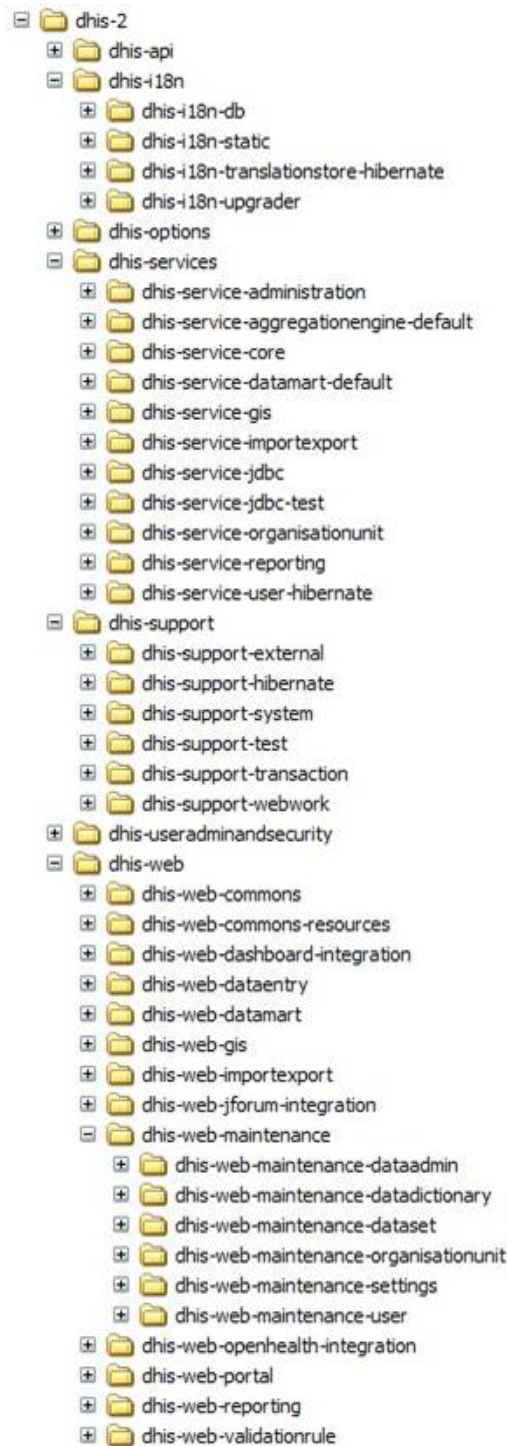 dhis-2
dhis-api
dhis-i18n
dhis-i18n-db
dhis-i18n-static
dhis-i18n-translationstore-hibernate
dhis-i18n-upgrader
dhis-options
dhis-services
dhis-service-administration
dhis-service-aggregationengine-default
dhis-service-core
dhis-service-datamart-default
dhis-service-gis
dhis-service-importexport
dhis-service-jdbc
dhis-service-jdbc-test
dhis-service-organisationunit
dhis-service-reporting
dhis-service-user-hibernate
dhis-support
dhis-support-external
dhis-support-hibernate
dhis-support-system
dhis-support-test
dhis-support-transaction
dhis-support-webwork
dhis-useradminandsecurity
dhis-web
dhis-web-commons
dhis-web-commons-resources
dhis-web-dashboard-integration
dhis-web-dataentry
dhis-web-datamart
dhis-web-gis
dhis-web-importexport
dhis-web-jforum-integration
dhis-web-maintenance
dhis-web-maintenance-dataadmin
dhis-web-maintenance-datadictionary
dhis-web-maintenance-dataset
dhis-web-maintenance-organisationunit
dhis-web-maintenance-settings
dhis-web-maintenance-user
dhis-web-openhealth-integration
dhis-web-portal
dhis-web-reporting
dhis-web-validationrule